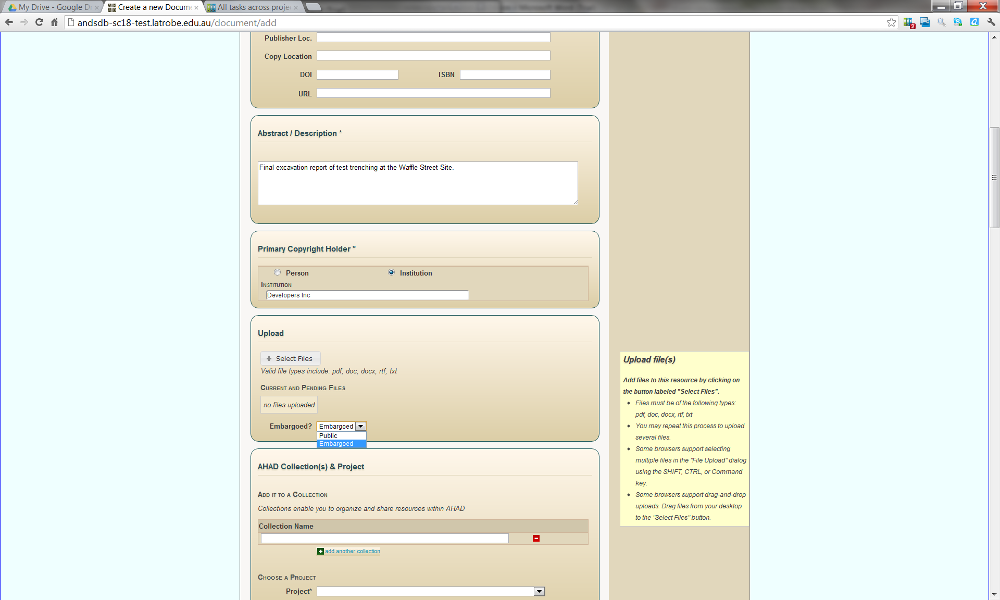 My Drive - Google Dr
Create a new Docum
All tasks across proje
andsdb-sc18-test.latrobe.edu.au/document/add
2
Publisher Loc.
Copy Location
DOI
ISBN
URL
Abstract / Description *
Final excavation report of test trenching at the Waffle Street Site.
Primary Copyright Holder *
Person
Institution
Institution
Developers Inc
Upload
Select Files
Valid file types include: pdf, doc, docx, rtf, txt
Current and Pending Files
no files uploaded
Embargoed?
Embargoed
Public
Embargoed
Upload file(s)
Add files to this resource by clicking on
the button labeled "Select Files".
Files must be of the following types:
pdf, doc, docx, rtf, txt
You may repeat this process to upload
several files.
Some browsers support selecting
multiple files in the "File Upload" dialog
using the SHIFT, CTRL, or Command
key.
Some browsers support drag-and-drop
uploads. Drag files from your desktop
to the "Select Files" button.
AHAD Collection(s) & Project
Add it to a Collection
Collections enable you to organize and share resources within AHAD
Collection Name
add another collection
Choose a Project
Project*